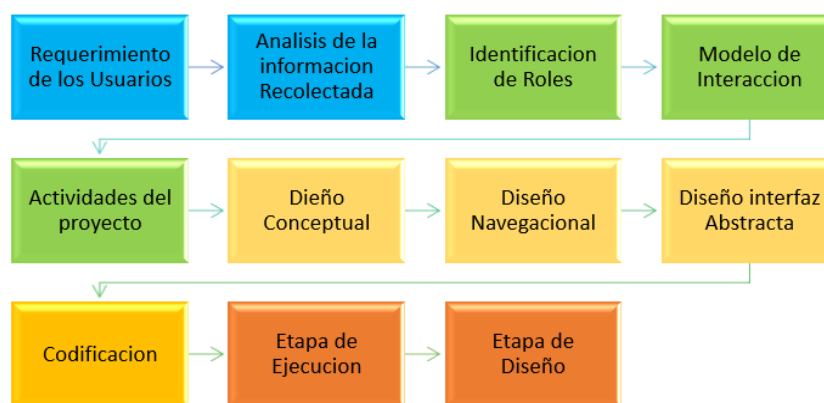 Requerimiento
de los Usuarios
Analisis de la
informacion
Recolectada
Identificacion
de Roles
Modelo de
Interaccion
Actividades del
proyecto
Dieño
Conceptual
Diseño
Navegacional
Diseño interfaz
Abstracta
Codificacion
Etapa de
Ejecucion
Etapa de
Diseño